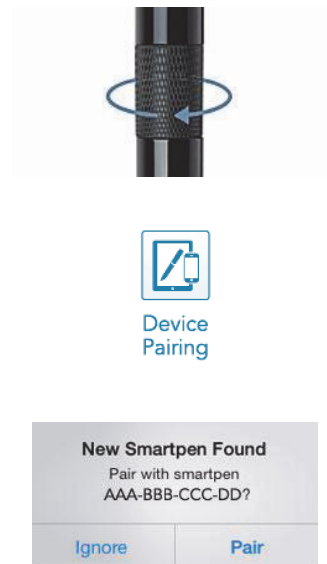 Device
Pairing
New Smartpen Found
Pair with smartpen
AAA-BBB-CCC-DD?
Ignore
Pair